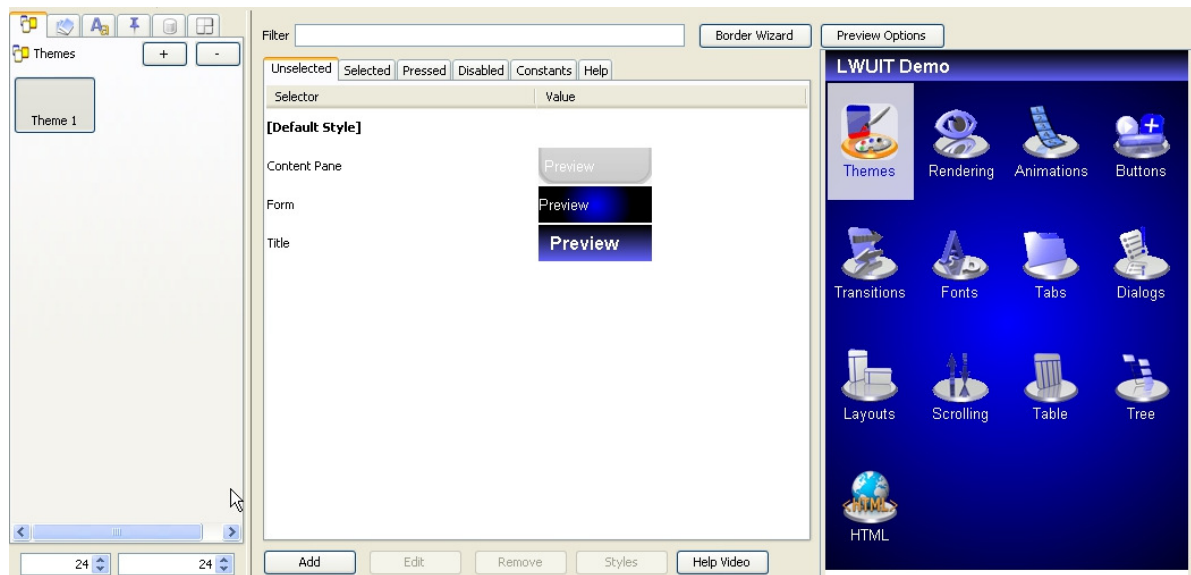 Filter
Border Wizard
Preview Options
Themes
+
-
Theme 1
24
24
Unselected
Selected
Pressed
Disabled
Constants
Help
Selector
Value
[Default Style]
Content Pane
Preview
Form
Preview
Title
Preview
Add
Edit
Remove
Styles
Help Video
LWUIT Demo
Themes
Rendering
Animations
Buttons
Transitions
Fonts
Tabs
Dialogs
Layouts
Scrolling
Table
Tree
<HTML>
HTML